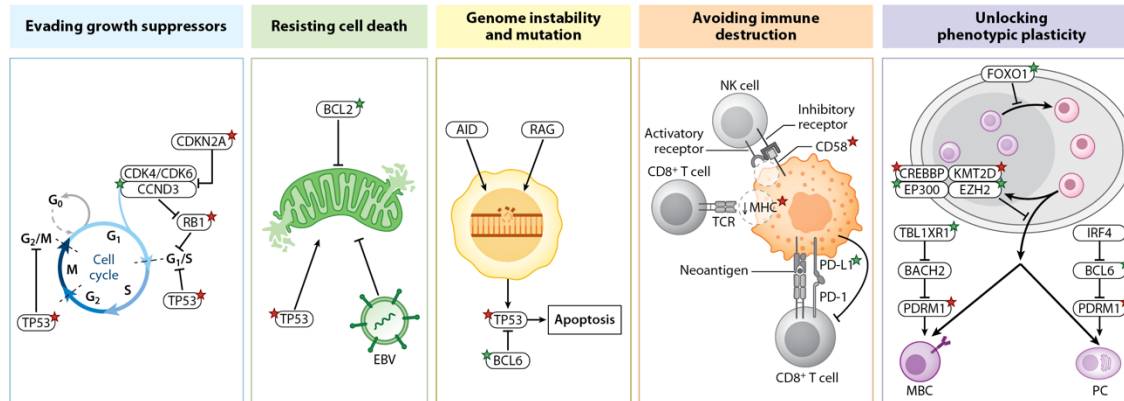 Evading growth suppressors
Resisting cell death
Genome instability
and mutation
Avoiding immune
destruction
Unlocking
phenotypic plasticity
CDKN2A
CDK4/CDK6
CCND3
RB1
G0
G1
G2/M
G1/S
Cell
cycle
M
S
G2
TP53
TP53
BCL2
TP53
EBV
AID
RAG
TP53
Apoptosis
BCL6
NK cell
Inhibitory
receptor
Activatory
receptor
CD58
CD8+ T cell
MHC
TCR
Neoantigen
PD-L1
PD-1
CD8+ T cell
FOXO1
CREBBP
KMT2D
EP300
EZH2
TBL1XR1
IRF4
BACH2
BCL6
PDRM1
PDRM1
MBC
PC